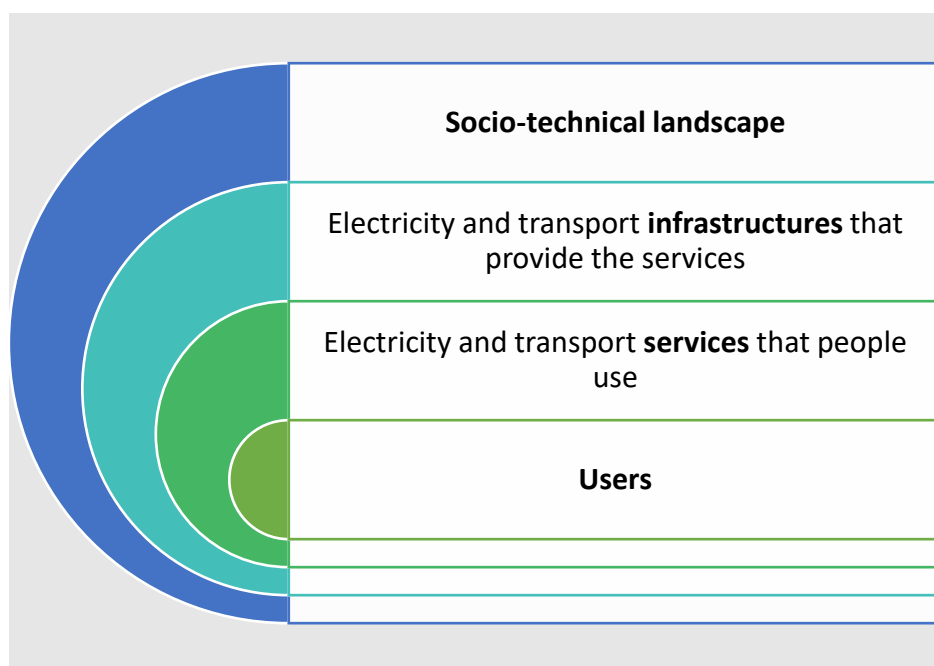 Socio-technical landscape
Electricity and transport infrastructures that
provide the services
Electricity and transport services that people
use
Users